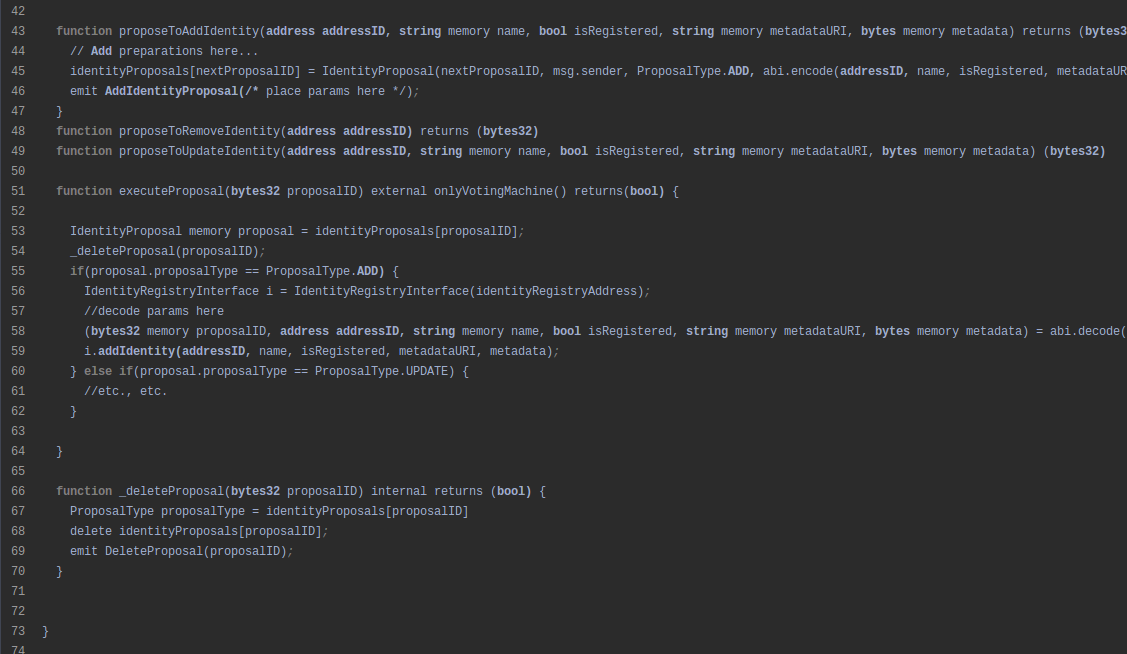 42
43 function proposeToAddIdentity(address addressID, string memory name, bool isRegistered, string memory metadataURI, bytes memory metadata) returns (bytes3
44 // Add preparations here...
45 identityProposals[nextProposalID] = IdentityProposal(nextProposalID, msg.sender, ProposalType.ADD, abi.encode(addressID, name, isRegistered, metadataUR
46 emit AddIdentityProposal(/* place params here */);
47 }
48 function proposeToRemoveIdentity(address addressID) returns (bytes32)
49 function proposeToUpdateIdentity(address addressID, string memory name, bool isRegistered, string memory metadataURI, bytes memory metadata) (bytes32)
50
51 function executeProposal(bytes32 proposalID) external onlyVotingMachine() returns(bool) {
52
53 IdentityProposal memory proposal = identityProposals[proposalID];
54 _deleteProposal(proposalID);
55 if(proposal.proposalType == ProposalType.ADD) {
56 IdentityRegistryInterface i = IdentityRegistryInterface(identityRegistryAddress);
57 //decode params here
58 (bytes32 memory proposalID, address addressID, string memory name, bool isRegistered, string memory metadataURI, bytes memory metadata) = abi.decode(
59 i.addIdentity(addressID, name, isRegistered, metadataURI, metadata);
60 } else if(proposal.proposalType == ProposalType.UPDATE) {
61 //etc., etc.
62 }
63
64 }
65
66 function _deleteProposal(bytes32 proposalID) internal returns (bool) {
67 ProposalType proposalType = identityProposals[proposalID]
68 delete identityProposals[proposalID];
69 emit DeleteProposal(proposalID);
70 }
71
72
73 }
74